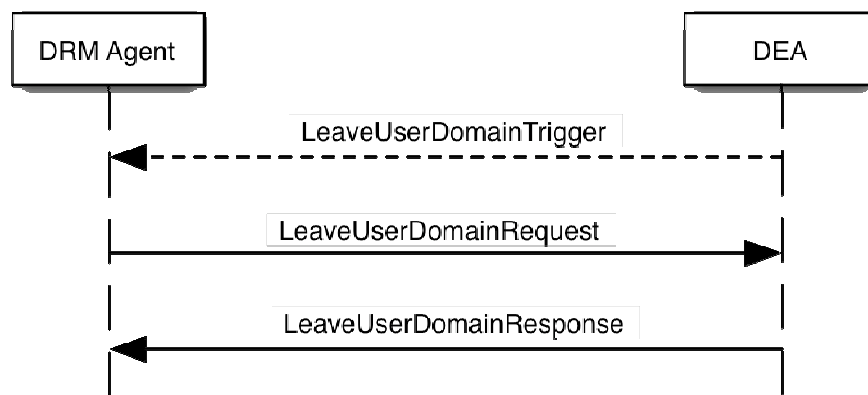 DRM Agent
DEA
LeaveUserDomainTrigger
LeaveUserDomainRequest
LeaveUserDomainResponse